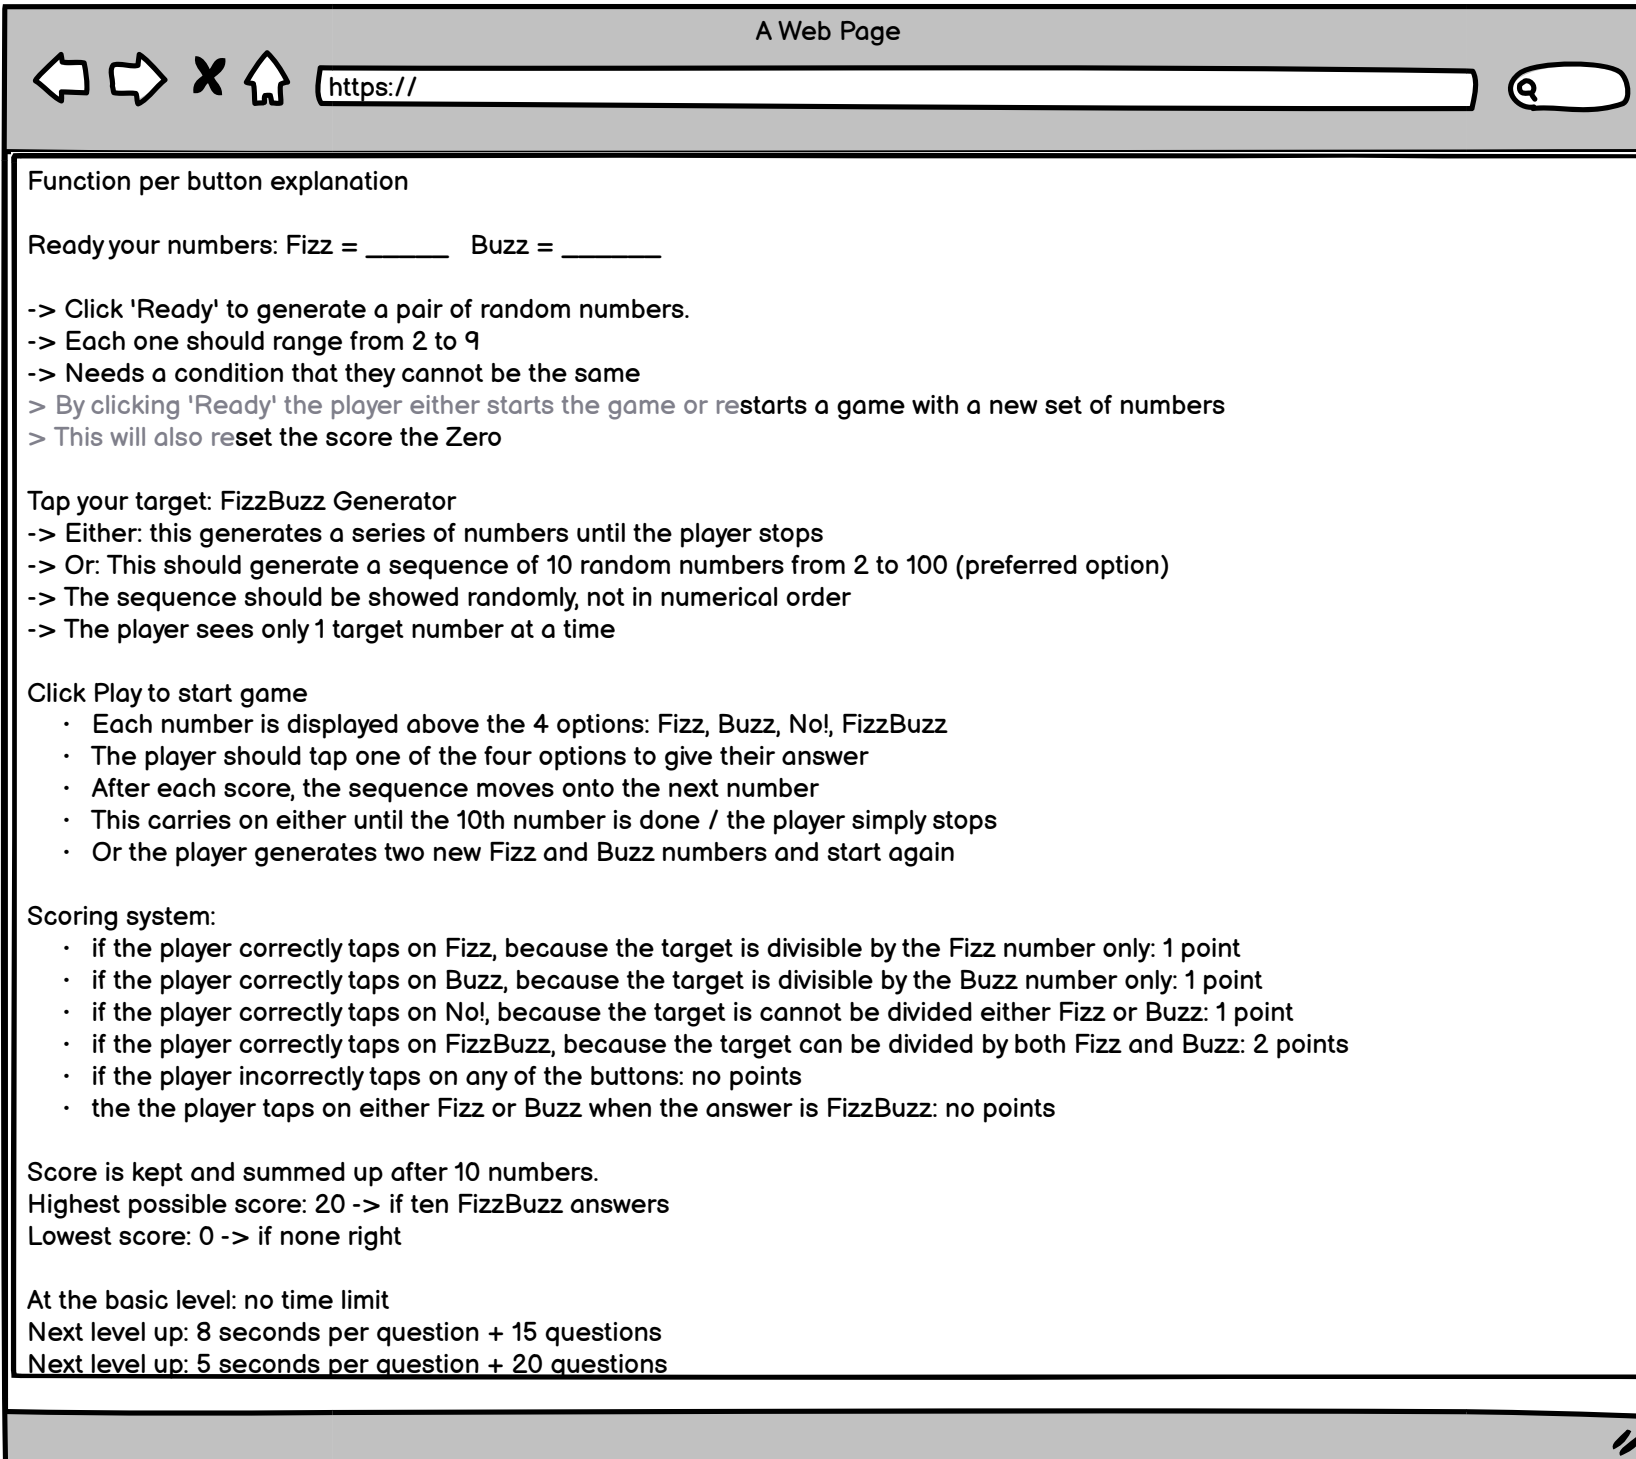 A Web Page
https://
Function per button explanation
Ready your numbers: Fizz = ______ Buzz = _______
-> Click 'Ready' to generate a pair of random numbers.
-> Each one should range from 2 to 9
-> Needs a condition that they cannot be the same
> By clicking 'Ready' the player either starts the game or restarts a game with a new set of numbers
> This will also reset the score the Zero
Tap your target: FizzBuzz Generator
-> Either: this generates a series of numbers until the player stops
-> Or: This should generate a sequence of 10 random numbers from 2 to 100 (preferred option)
-> The sequence should be showed randomly, not in numerical order
-> The player sees only 1 target number at a time
Click Play to start game
· Each number is displayed above the 4 options: Fizz, Buzz, No!, FizzBuzz
· The player should tap one of the four options to give their answer
· After each score, the sequence moves onto the next number
· This carries on either until the 10th number is done / the player simply stops
· Or the player generates two new Fizz and Buzz numbers and start again
Scoring system:
· if the player correctly taps on Fizz, because the target is divisible by the Fizz number only: 1 point
· if the player correctly taps on Buzz, because the target is divisible by the Buzz number only: 1 point
· if the player correctly taps on No!, because the target is cannot be divided either Fizz or Buzz: 1 point
· if the player correctly taps on FizzBuzz, because the target can be divided by both Fizz and Buzz: 2 points
· if the player incorrectly taps on any of the buttons: no points
· the the player taps on either Fizz or Buzz when the answer is FizzBuzz: no points
Score is kept and summed up after 10 numbers.
Highest possible score: 20 -> if ten FizzBuzz answers
Lowest score: 0 -> if none right
At the basic level: no time limit
Next level up: 8 seconds per question + 15 questions
Next level up: 5 seconds per question + 20 questions